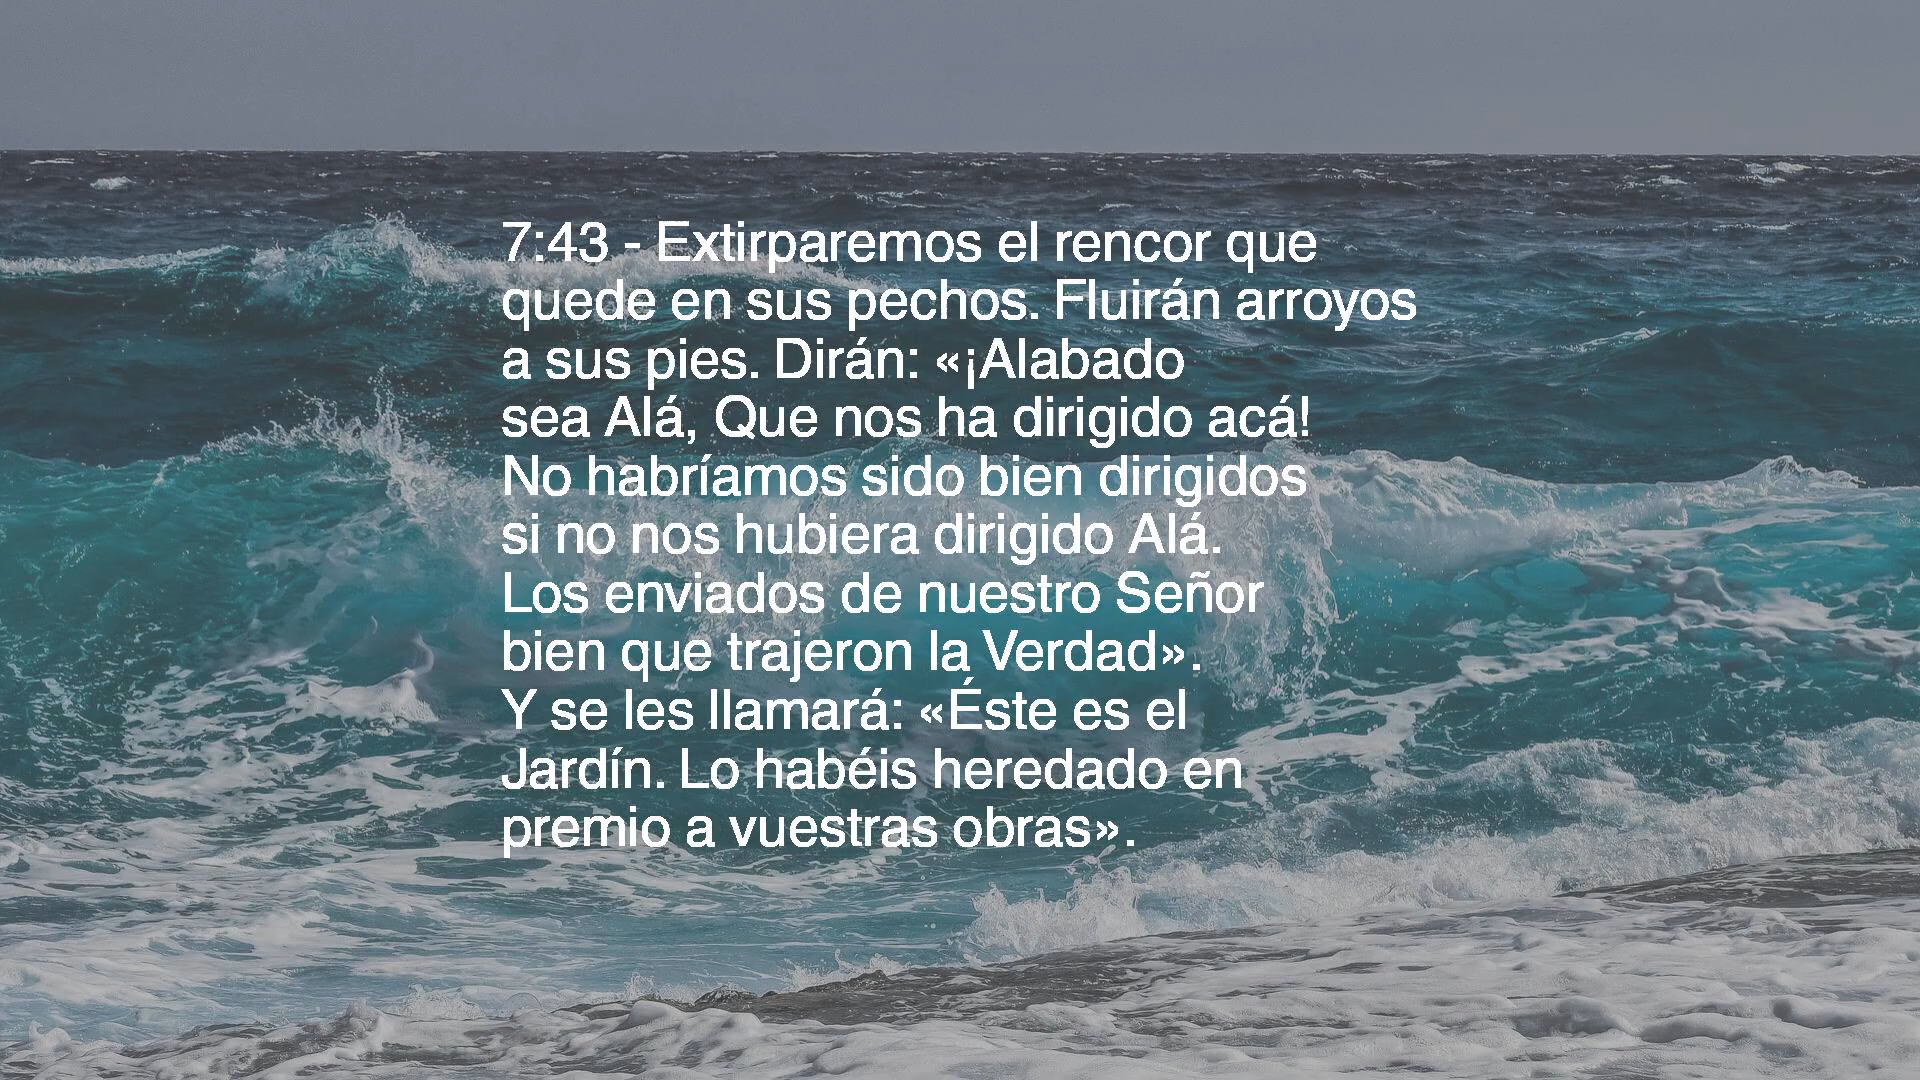 7:43 - Extirparemos el rencor que
quede en sus pechos. Fluirán arroyos
a sus pies. Dirán: «¡Alabado
sea Alá, Que nos ha dirigido acá!
No habríamos sido bien dirigidos
si no nos hubiera dirigido Alá.
Los enviados de nuestro Señor
bien que trajeron la Verdad».
Y se les llamará: «Éste es el
Jardín. Lo habéis heredado en
premio a vuestras obras».